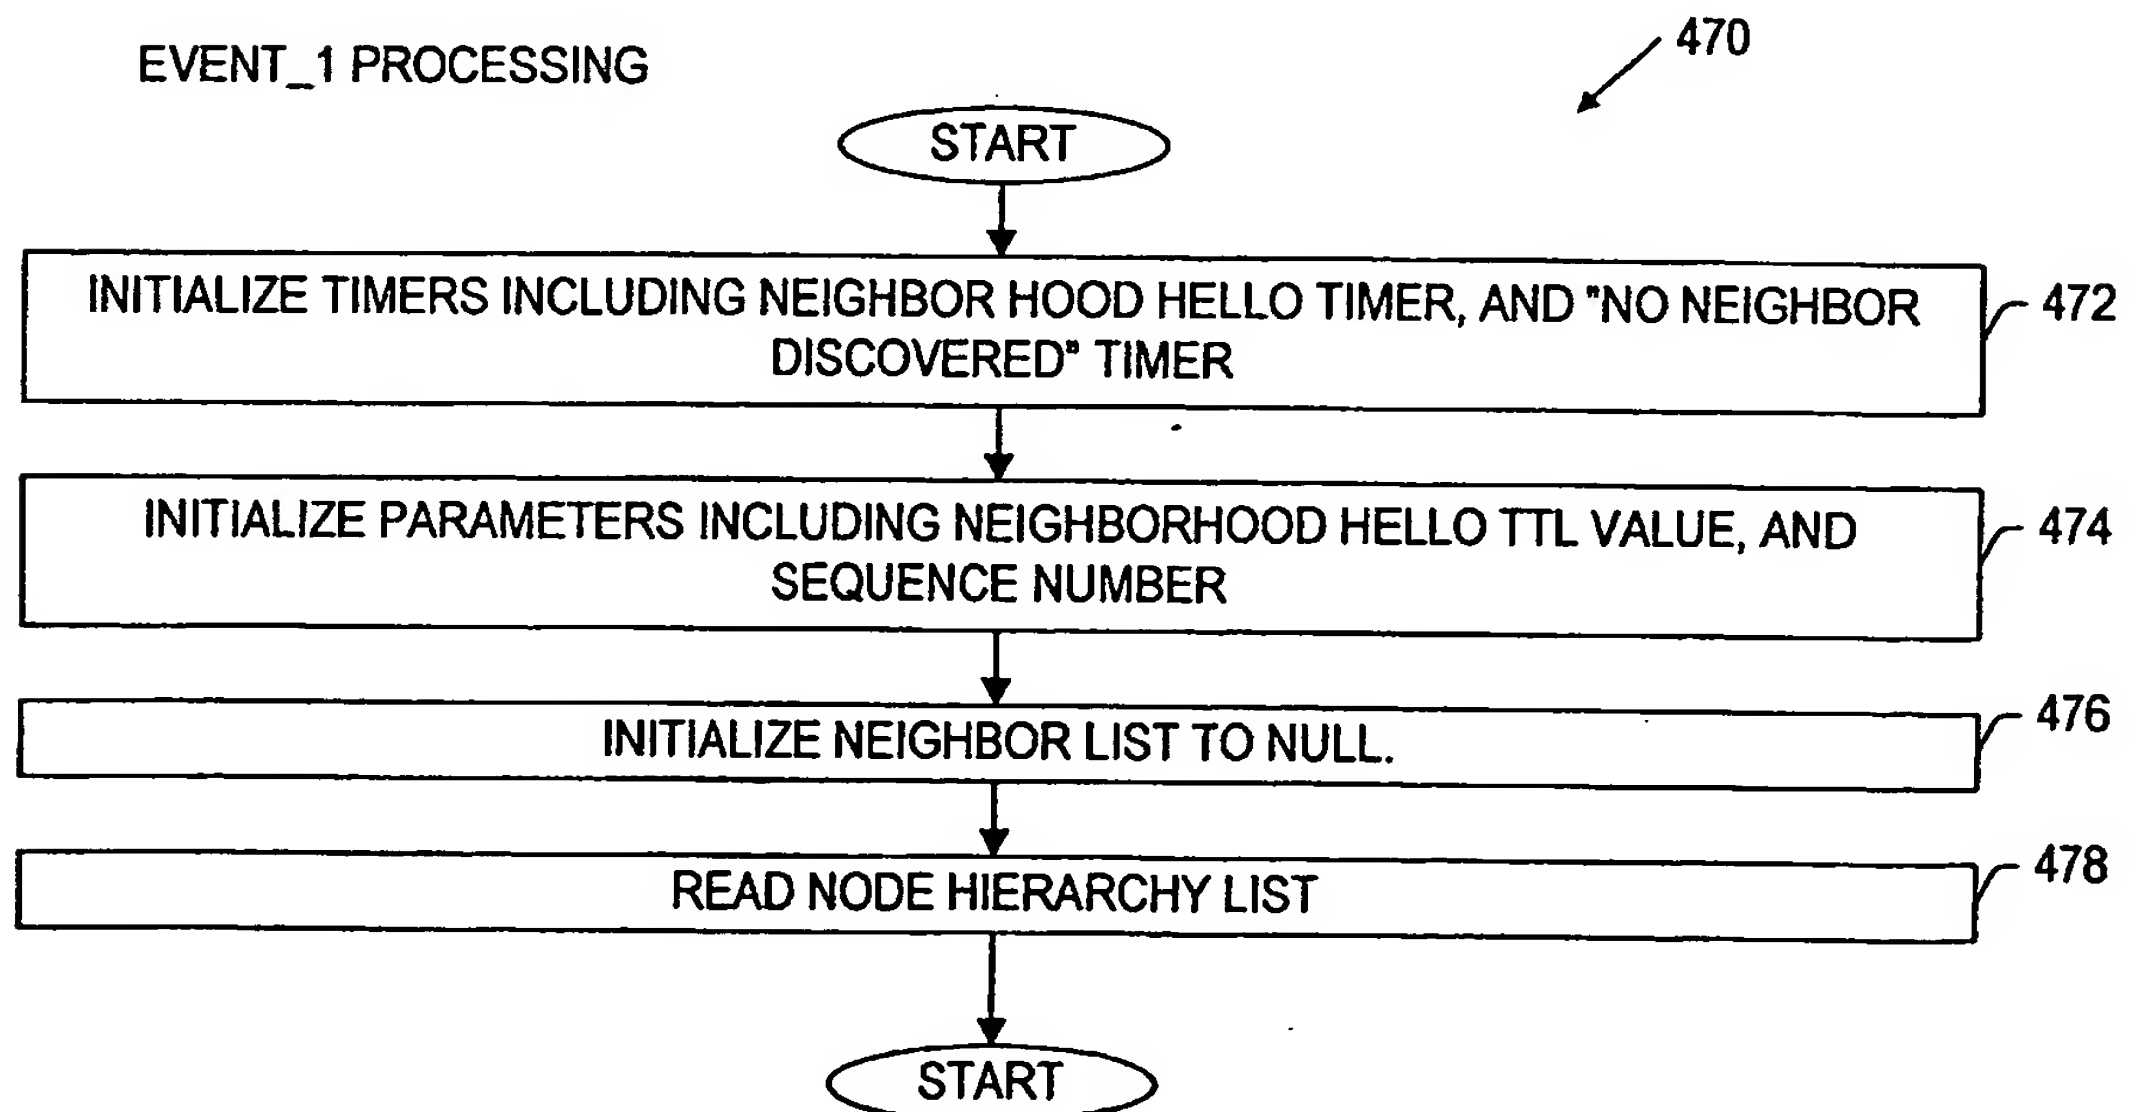 EVENT_1 PROCESSING
470
START
INITIALIZE TIMERS INCLUDING NEIGHBOR HOOD HELLO TIMER, AND "NO NEIGHBOR
DISCOVERED" TIMER
472
INITIALIZE PARAMETERS INCLUDING NEIGHBORHOOD HELLO TTL VALUE, AND
SEQUENCE NUMBER
474
INITIALIZE NEIGHBOR LIST TO NULL.
476
READ NODE HIERARCHY LIST
478
START